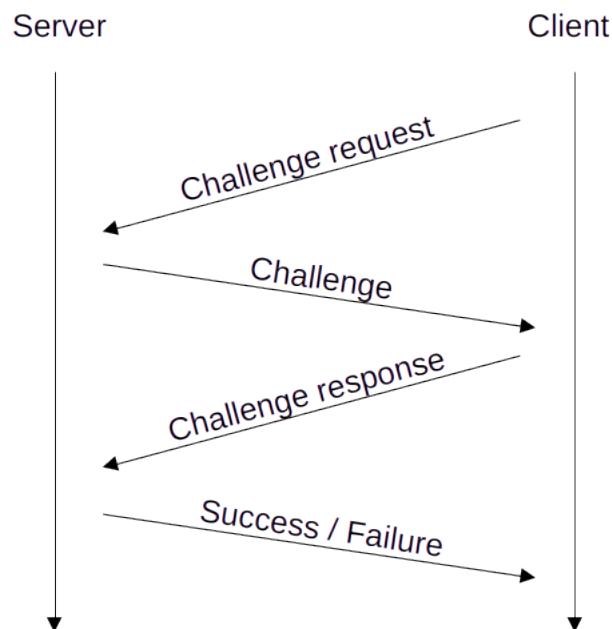 Server
Client
Challenge request
Challenge
Challenge response
Success / Failure